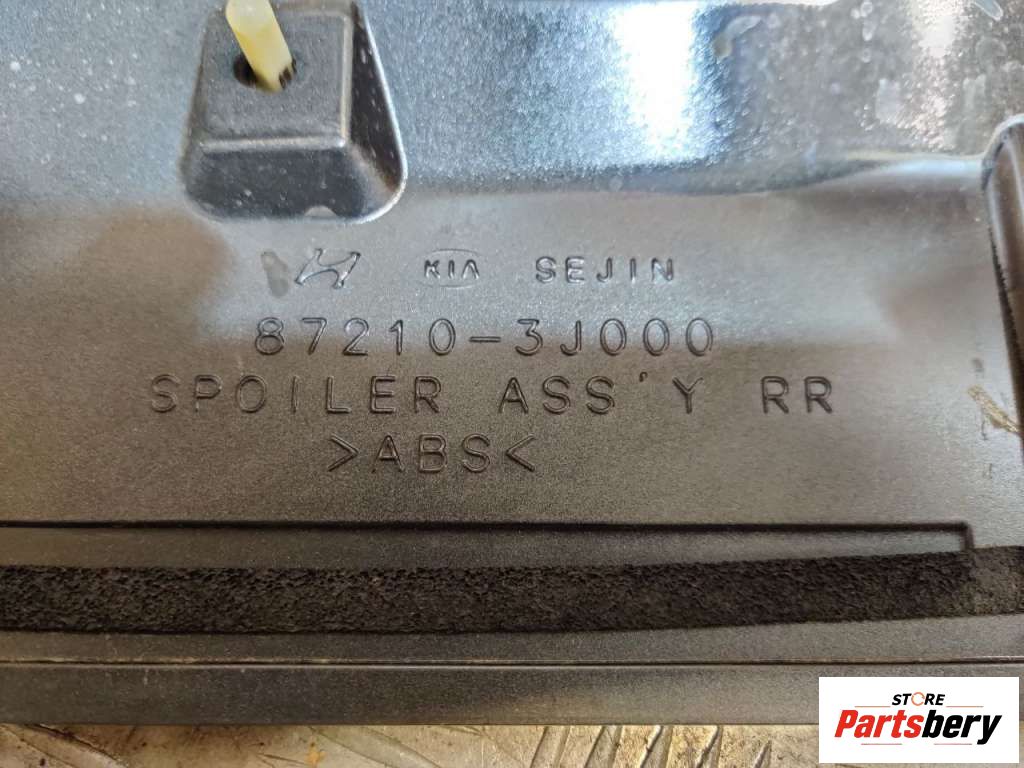 KIA SEJIN
87210-3J000
SPOILER ASS'Y RR
>ABS<
STORE
Partsbery